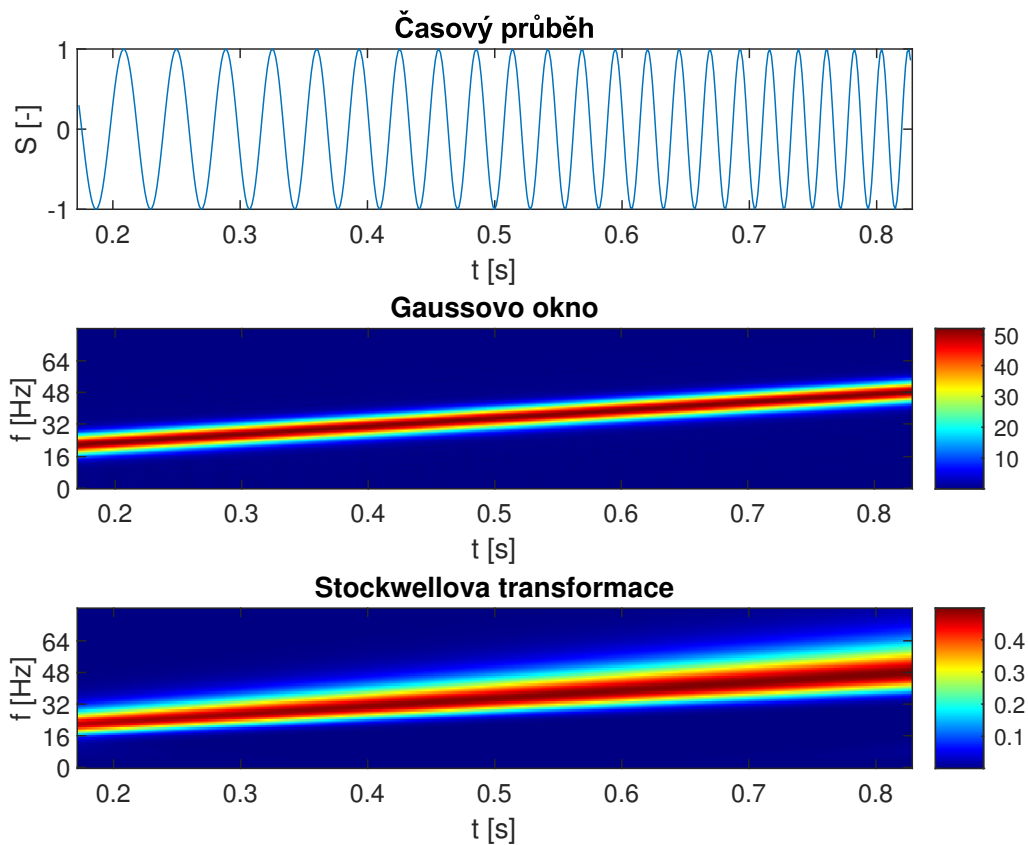 Časový průběh
1
0
-1
S [-]
0.2 0.3 0.4 0.5 0.6 0.7 0.8
t [s]
Gaussovo okno
64
48
32
16
0
f [Hz]
50
40
30
20
10
0.2 0.3 0.4 0.5 0.6 0.7 0.8
t [s]
Stockwellova transformace
64
48
32
16
0
f [Hz]
0.4
0.3
0.2
0.1
0.2 0.3 0.4 0.5 0.6 0.7 0.8
t [s]